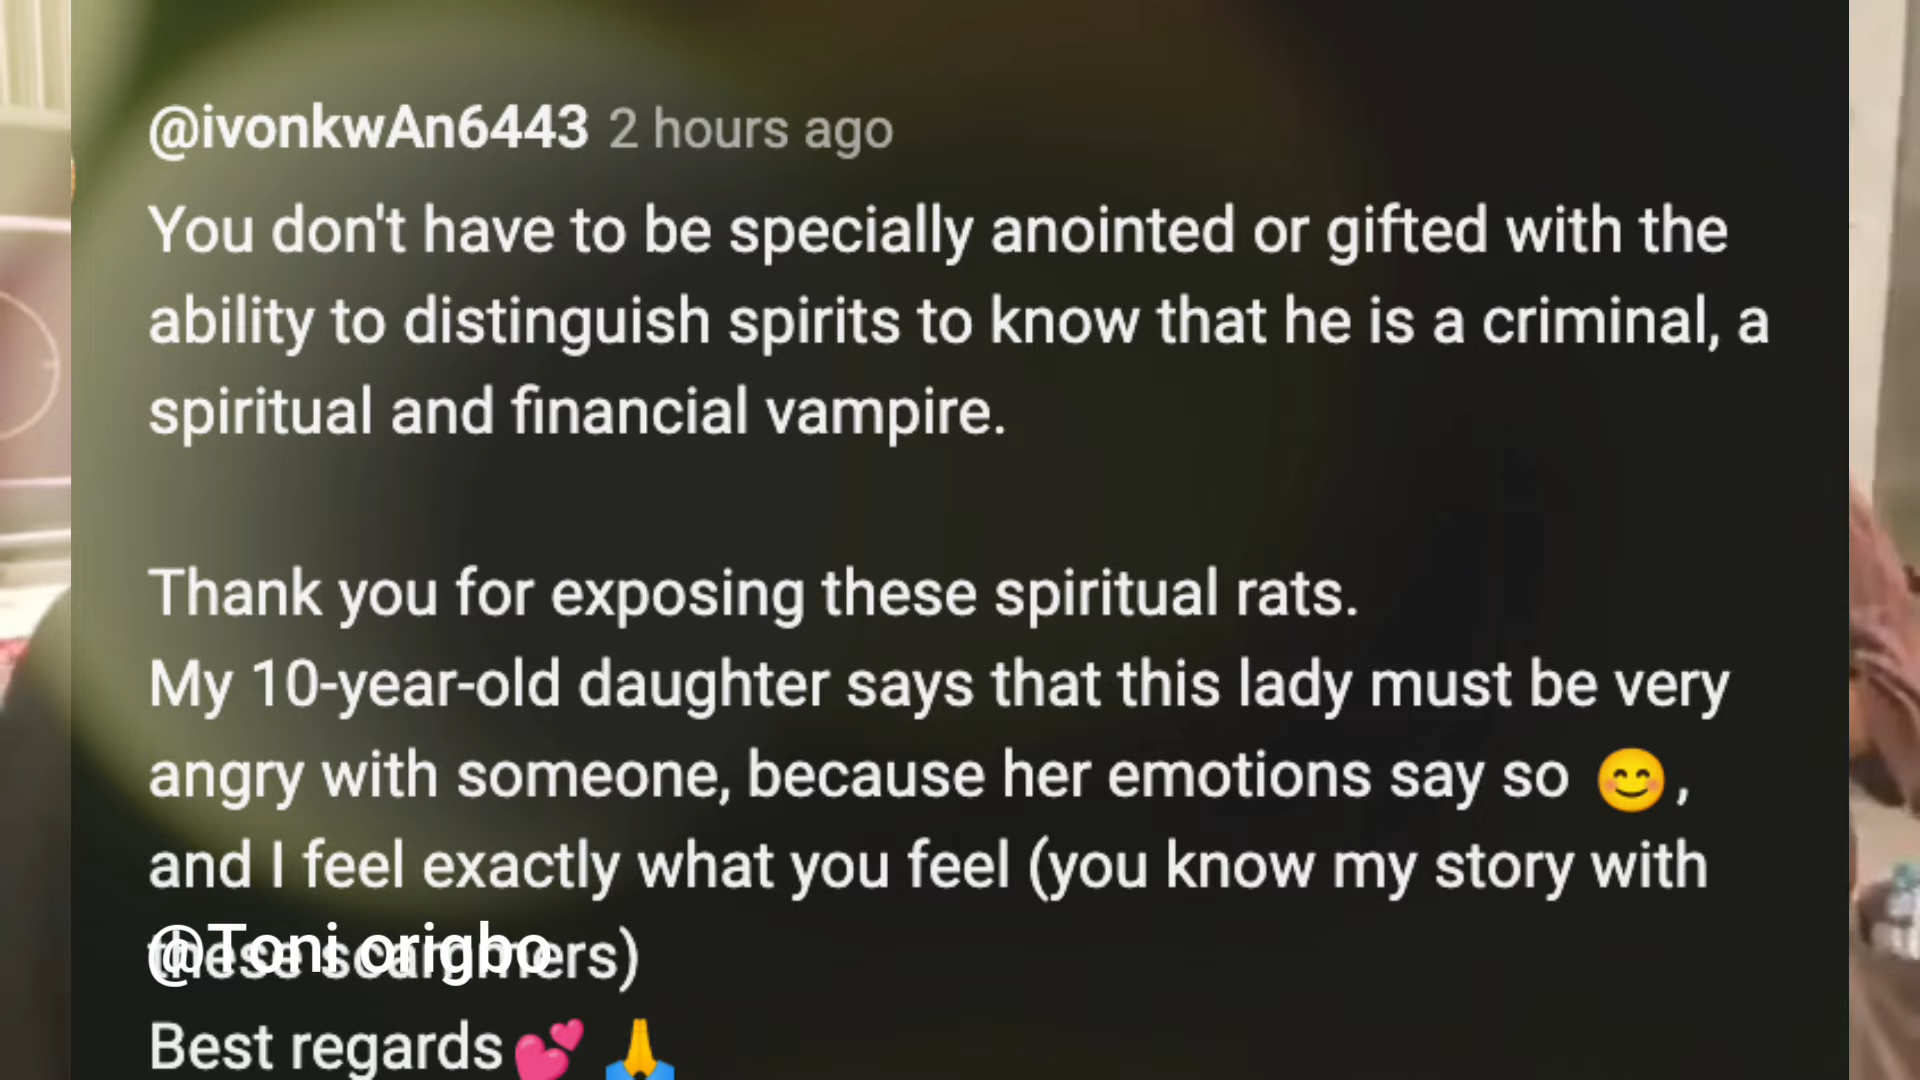 @ivonkwAn6443 2 hours ago
You don't have to be specially anointed or gifted with the
ability to distinguish spirits to know that he is a criminal, a
spiritual and financial vampire.
Thank you for exposing these spiritual rats.
My 10-year-old daughter says that this lady must be very
angry with someone, because her emotions say so 😊,
and I feel exactly what you feel (you know my story with
these scammers)
@Toni origbo
Best regards💕🙏